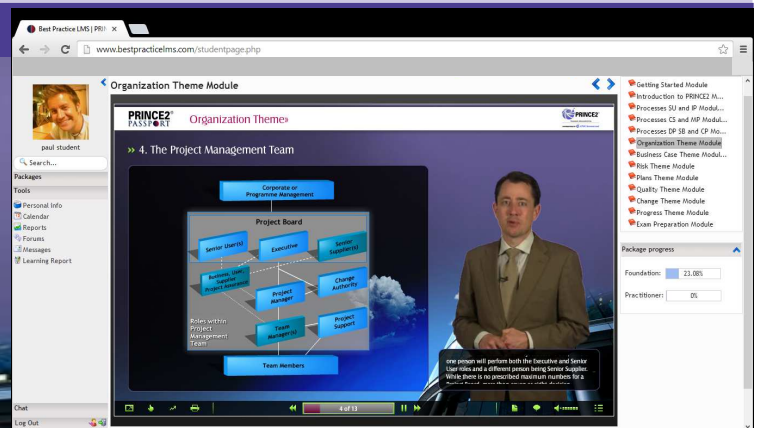 Best Practice LMS | PRIN
www.bestpracticelms.com/studentpage.php
paul student
Search...
Packages
Tools
Personal Info
Calendar
Reports
Forums
Messages
Learning Report
Chat
Log Out
Organization Theme Module
PRINCE2®
PASSPORT
Organization Theme»
PRINCE2
» 4. The Project Management Team
Corporate or
Programme Management
Project Board
Senior User(s)
Executive
Senior
Supplier(s)
Business, User,
Supplier
Project Assurance
Project
Manager
Change
Authority
Roles within
Project
Management
Team
Team
Manager(s)
Project
Support
Team Members
one person will perform both the Executive and Senior
User roles and a different person being Senior Supplier.
While there is no prescribed maximum numbers for a
4 of 13
Getting Started Module
Introduction to PRINCE2 M...
Processes SU and IP Modul...
Processes CS and MP Modul...
Processes DP SB and CP Mo...
Organization Theme Module
Business Case Theme Modul...
Risk Theme Module
Plans Theme Module
Quality Theme Module
Change Theme Module
Progress Theme Module
Exam Preparation Module
Package progress
Foundation: 23.08%
Practitioner: 0%